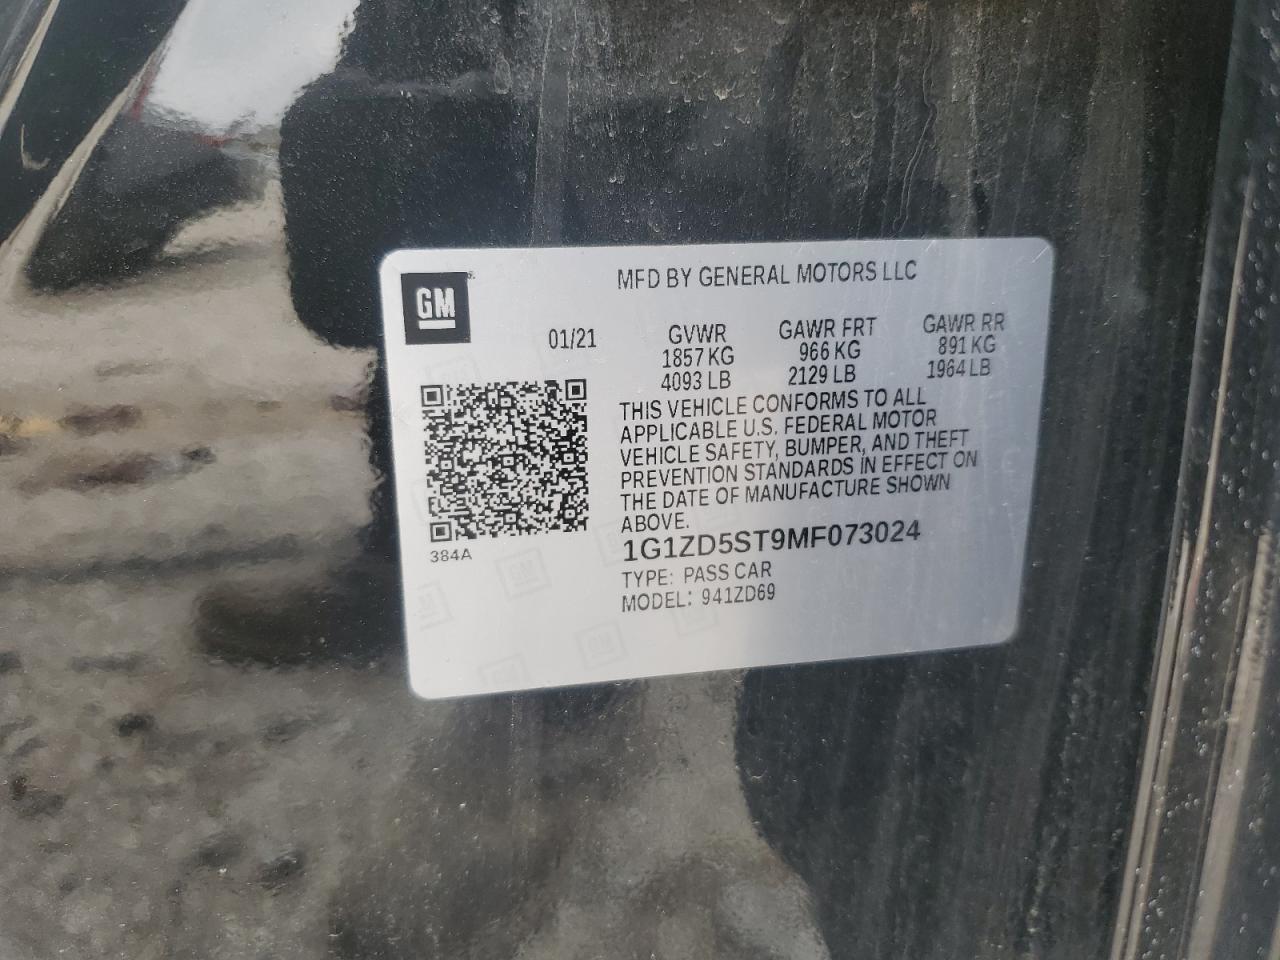 MFD BY GENERAL MOTORS LLC
GM
01/21
GVWR GAWR FRT GAWR RR
1857 KG 966 KG 891 KG
4093 LB 2129 LB 1964 LB
THIS VEHICLE CONFORMS TO ALL
APPLICABLE U.S. FEDERAL MOTOR
VEHICLE SAFETY, BUMPER, AND THEFT
PREVENTION STANDARDS IN EFFECT ON
THE DATE OF MANUFACTURE SHOWN
ABOVE.
384A
1G1ZD5ST9MF073024
TYPE: PASS CAR
MODEL: 941ZD69